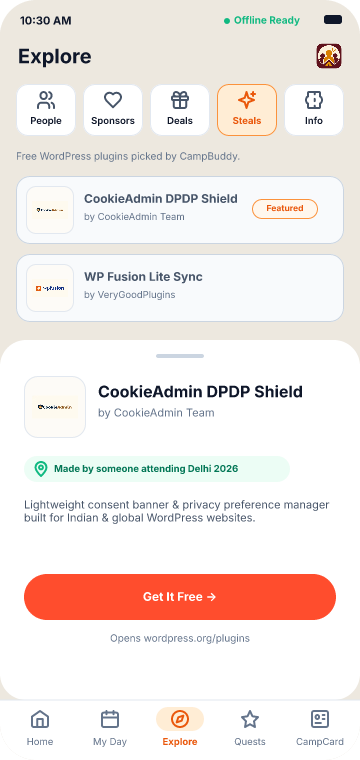 10:30 AM
Offline Ready
Explore
People
Sponsors
Deals
Steals
Info
Free WordPress plugins picked by CampBuddy.
CookieAdmin DPDP Shield
by CookieAdmin Team
Featured
WP Fusion Lite Sync
by VeryGoodPlugins
CookieAdmin
CookieAdmin DPDP Shield
by CookieAdmin Team
Made by someone attending Delhi 2026
Lightweight consent banner & privacy preference manager
built for Indian & global WordPress websites.
Get It Free →
Opens wordpress.org/plugins
Home
My Day
Explore
Quests
CampCard